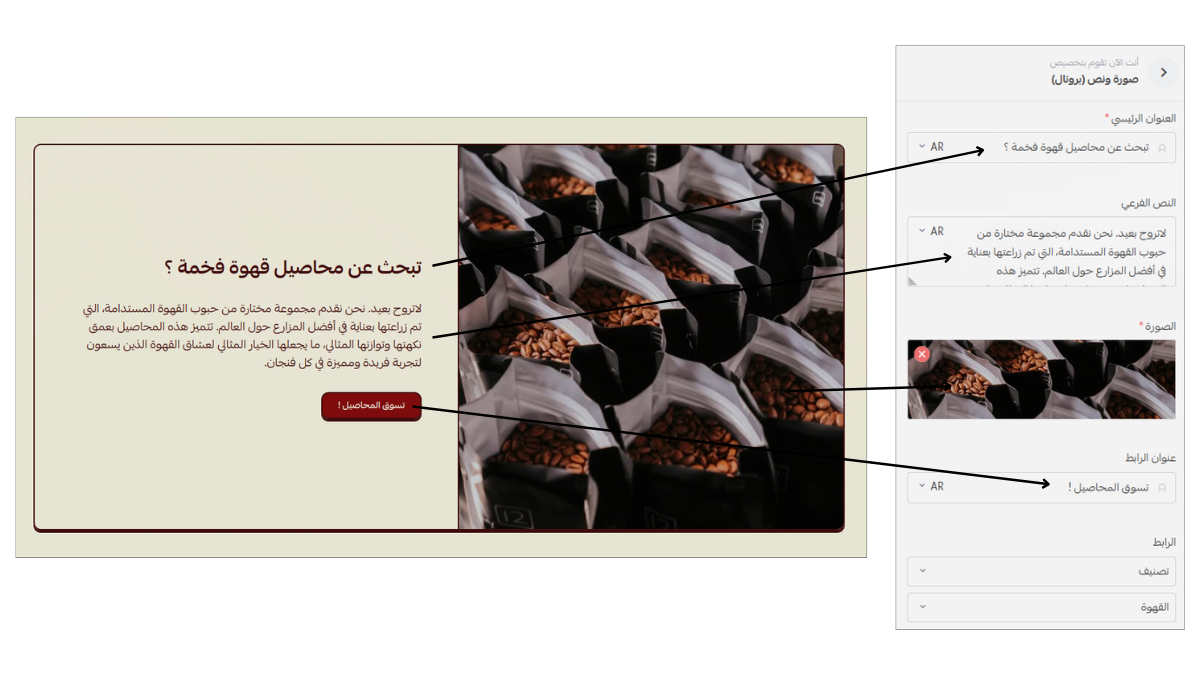 أنت الآن تقوم بتخصيص
صورة ونص (بروتال)
العنوان الرئيسي *
تبحث عن محاصيل قهوة فخمة ؟
AR
النص الفرعي
لاتروح بعيد. نحن نقدم مجموعة مختارة من
حبوب القهوة المستدامة، التي تم زراعتها بعناية
في أفضل المزارع حول العالم. تتميز هذه
AR
الصورة *
عنوان الرابط
تسوق المحاصيل !
AR
الرابط
تصنيف
القهوة
تبحث عن محاصيل قهوة فخمة ؟
لاتروح بعيد. نحن نقدم مجموعة مختارة من حبوب القهوة المستدامة، التي
تم زراعتها بعناية في أفضل المزارع حول العالم. تتميز هذه المحاصيل بعمق
نكهتها وتوازنها المثالي، ما يجعلها الخيار المثالي لعشاق القهوة الذين يسعون
لتجربة فريدة ومميزة في كل فنجان.
تسوق المحاصيل !
12
12